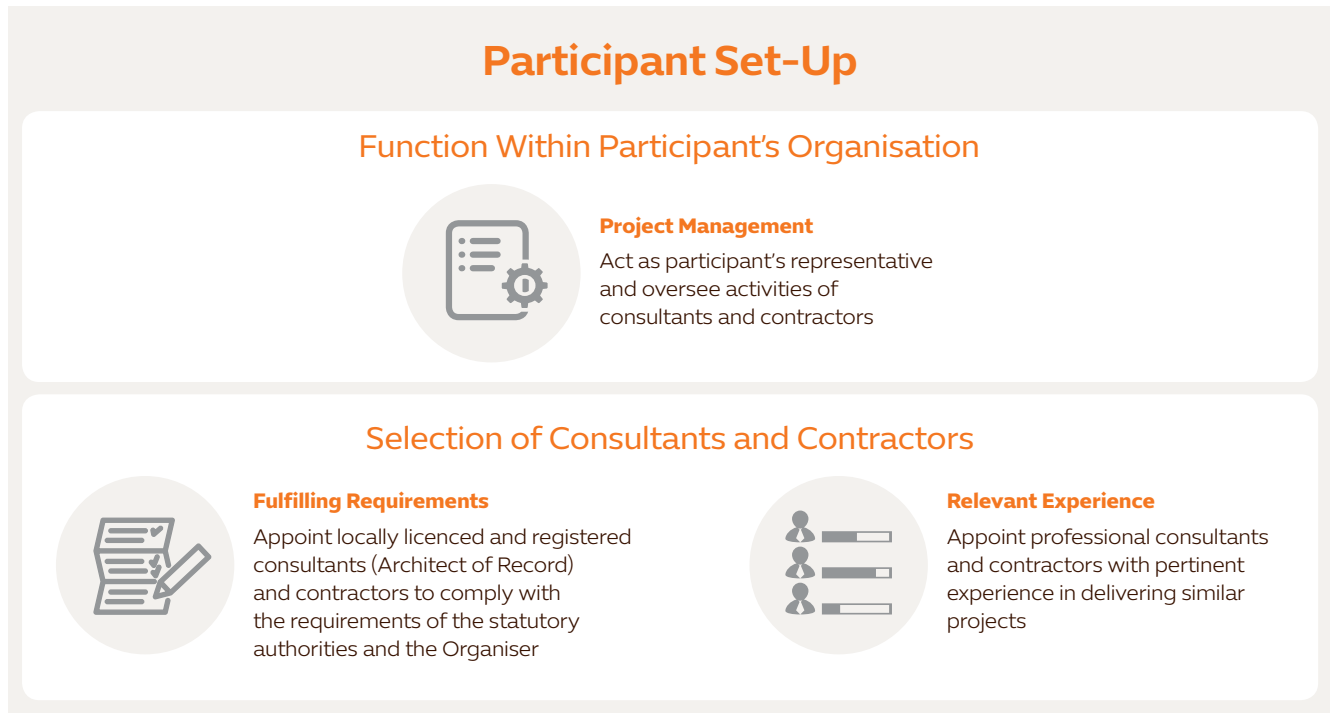 Participant Set-Up
Function Within Participant's Organisation
Project Management
Act as participant's representative
and oversee activities of
consultants and contractors
Selection of Consultants and Contractors
Fulfilling Requirements
Appoint locally licenced and registered
consultants (Architect of Record)
and contractors to comply with
the requirements of the statutory
authorities and the Organiser
Relevant Experience
Appoint professional consultants
and contractors with pertinent
experience in delivering similar
projects